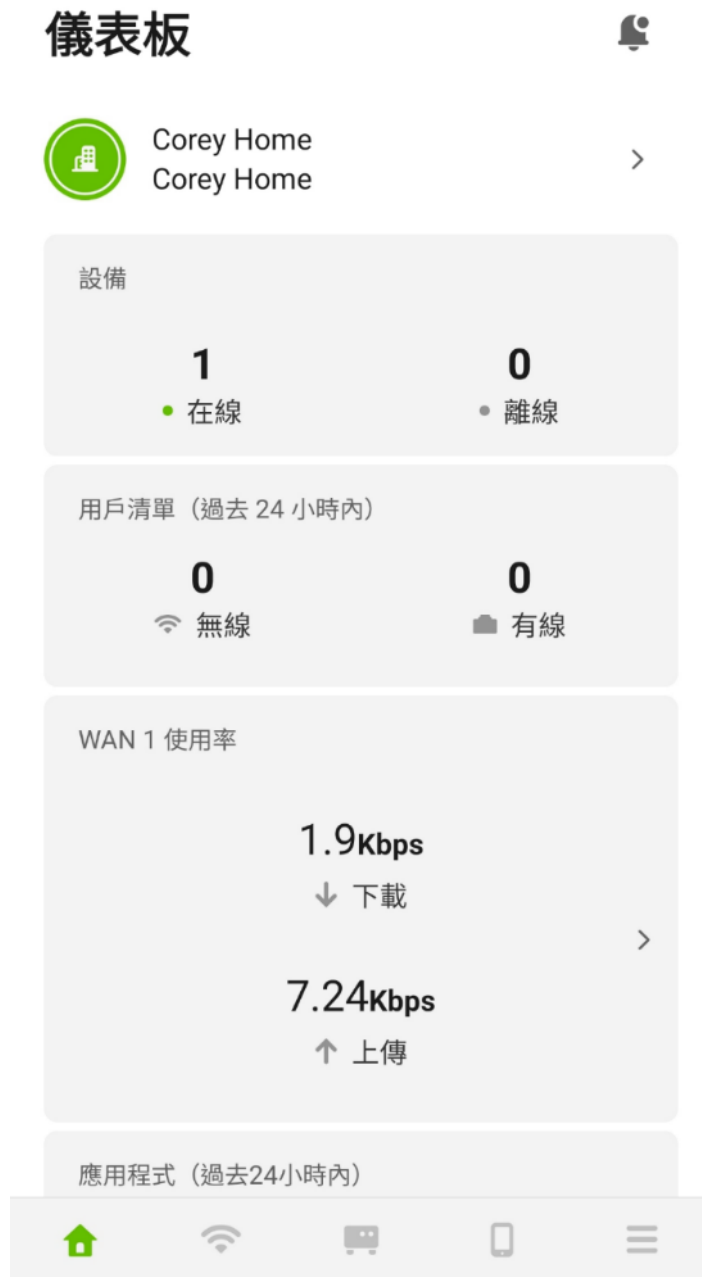 儀表板
Corey Home
Corey Home
設備
1
0
在線
離線
用戶清單（過去 24 小時內）
0
0
無線
有線
WAN 1 使用率
1.9Kbps
下載
7.24Kbps
上傳
應用程式（過去24小時內）